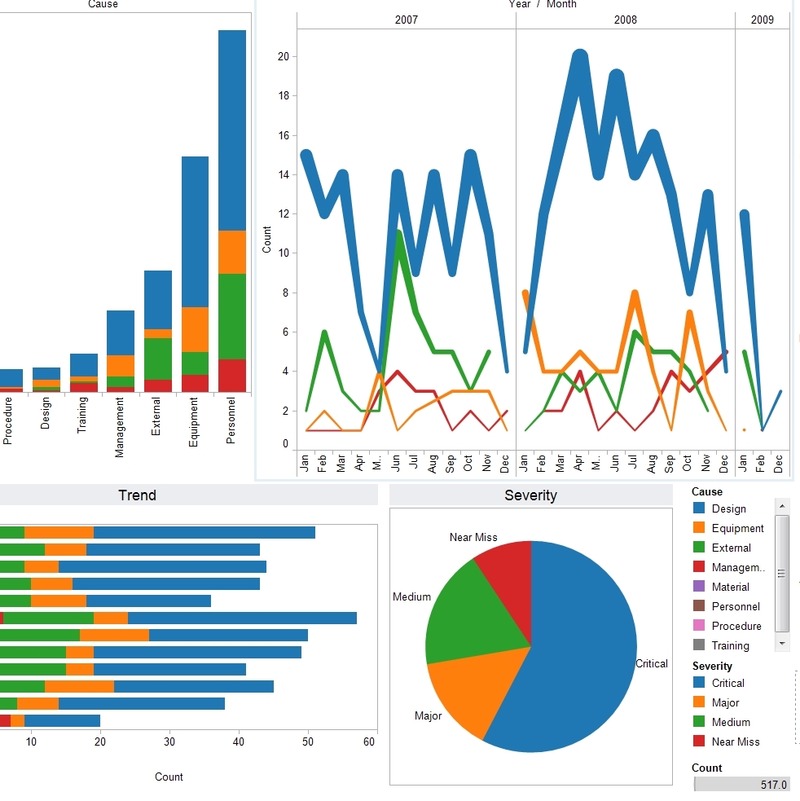 Cause
Procedure
Design
Training
Management
External
Equipment
Personnel
Year / Month
2007
2008
2009
Count
20
18
16
14
12
10
8
6
4
2
0
Jan
Feb
Mar
Apr
M..
Jun
Jul
Aug
Sep
Oct
Nov
Dec
Jan
Feb
Mar
Apr
M..
Jun
Jul
Aug
Sep
Oct
Nov
Dec
Jan
Feb
Dec
Trend
10
20
30
40
50
60
Count
Severity
Near Miss
Medium
Major
Critical
Cause
Design
Equipment
External
Managem..
Material
Personnel
Procedure
Training
Severity
Critical
Major
Medium
Near Miss
Count
517.0